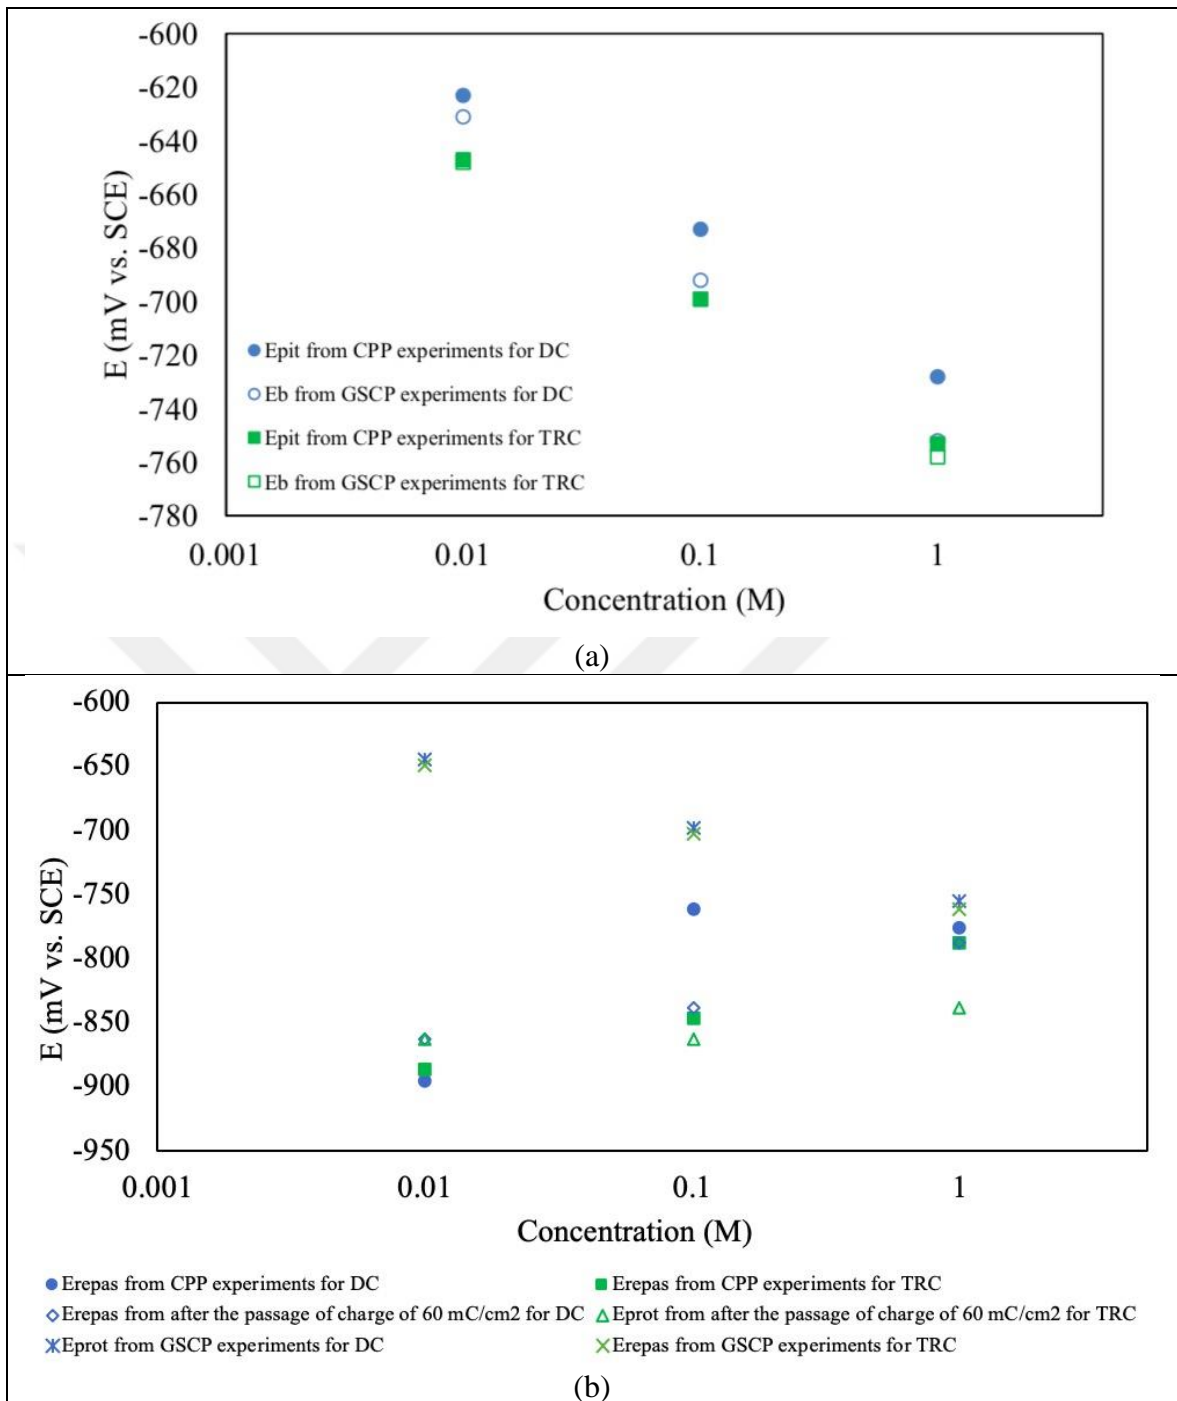 -600
-620
-640
-660
-680
-700
-720
-740
-760
-780
E (mV vs. SCE)
Epit from CPP experiments for DC
Eb from GSCP experiments for DC
Epit from CPP experiments for TRC
Eb from GSCP experiments for TRC
0.001 0.01 0.1 1
Concentration (M)
(a)
-600
-650
-700
-750
-800
-850
-900
-950
E (mV vs. SCE)
0.001 0.01 0.1 1
Concentration (M)
Erepas from CPP experiments for DC Erepas from CPP experiments for TRC
Erepas from after the passage of charge of 60 mC/cm2 for DC Eprot from after the passage of charge of 60 mC/cm2 for TRC
Eprot from GSCP experiments for DC Erepas from GSCP experiments for TRC
(b)